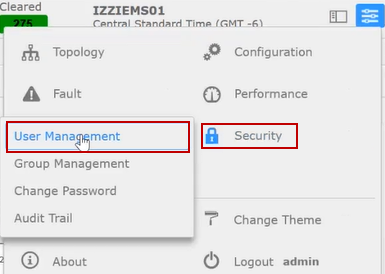 Cleared
275
IZZIEMS01
Central Standard Time (GMT -6)
Topology
Configuration
Fault
Performance
User Management
Security
Group Management
Change Password
Audit Trail
Change Theme
About
Logout admin